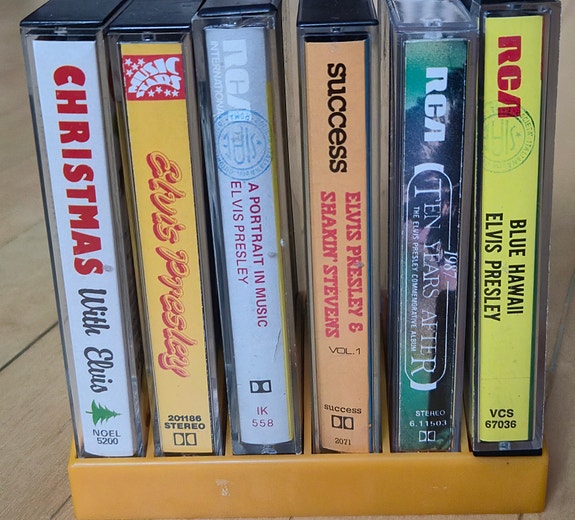 CHRISTMAS With Elvis
NOEL
5200
MUSIC
STARS
Elvis Presley
201186
STEREO
RCA
INTERNATIONAL
A PORTRAIT IN MUSIC
ELVIS PRESLEY
IK
558
success
ELVIS PRESLEY &
SHAKIN' STEVENS
VOL. 1
success
2071
RCA
TEN YEARS AFTER
THE ELVIS PRESLEY COMMEMORATIVE ALBUM
STEREO
6.11503
RCA
BLUE HAWAII
ELVIS PRESLEY
VCS
67036